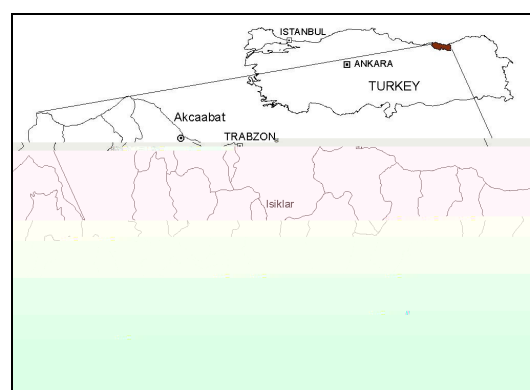 ISTANBUL
ANKARA
TURKEY
Akcaabat
TRABZON
Isiklar